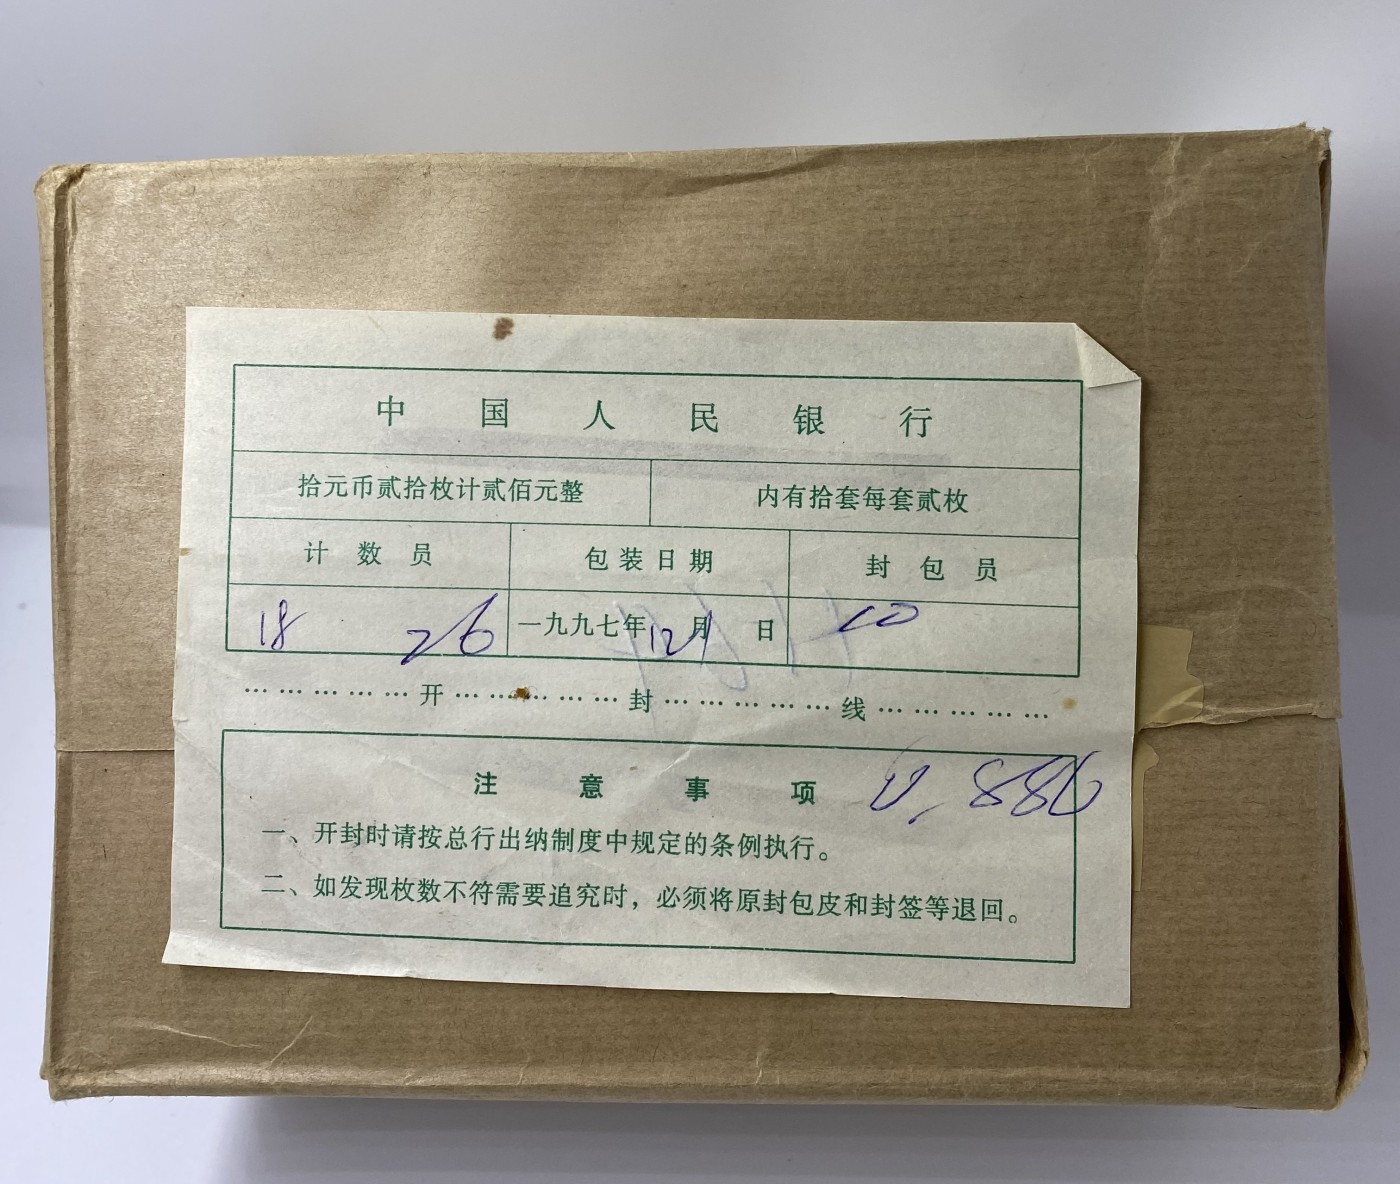 中国人民银行
拾元币贰拾枚计贰佰元整 内有拾套每套贰枚
计数员 包装日期 封包员
18 26 一九九七年12月 日
……………开……………封……………线……………
注意事项 886
一、开封时请按总行出纳制度中规定的条例执行。
二、如发现枚数不符需要追究时，必须将原封包皮和封签等退回。